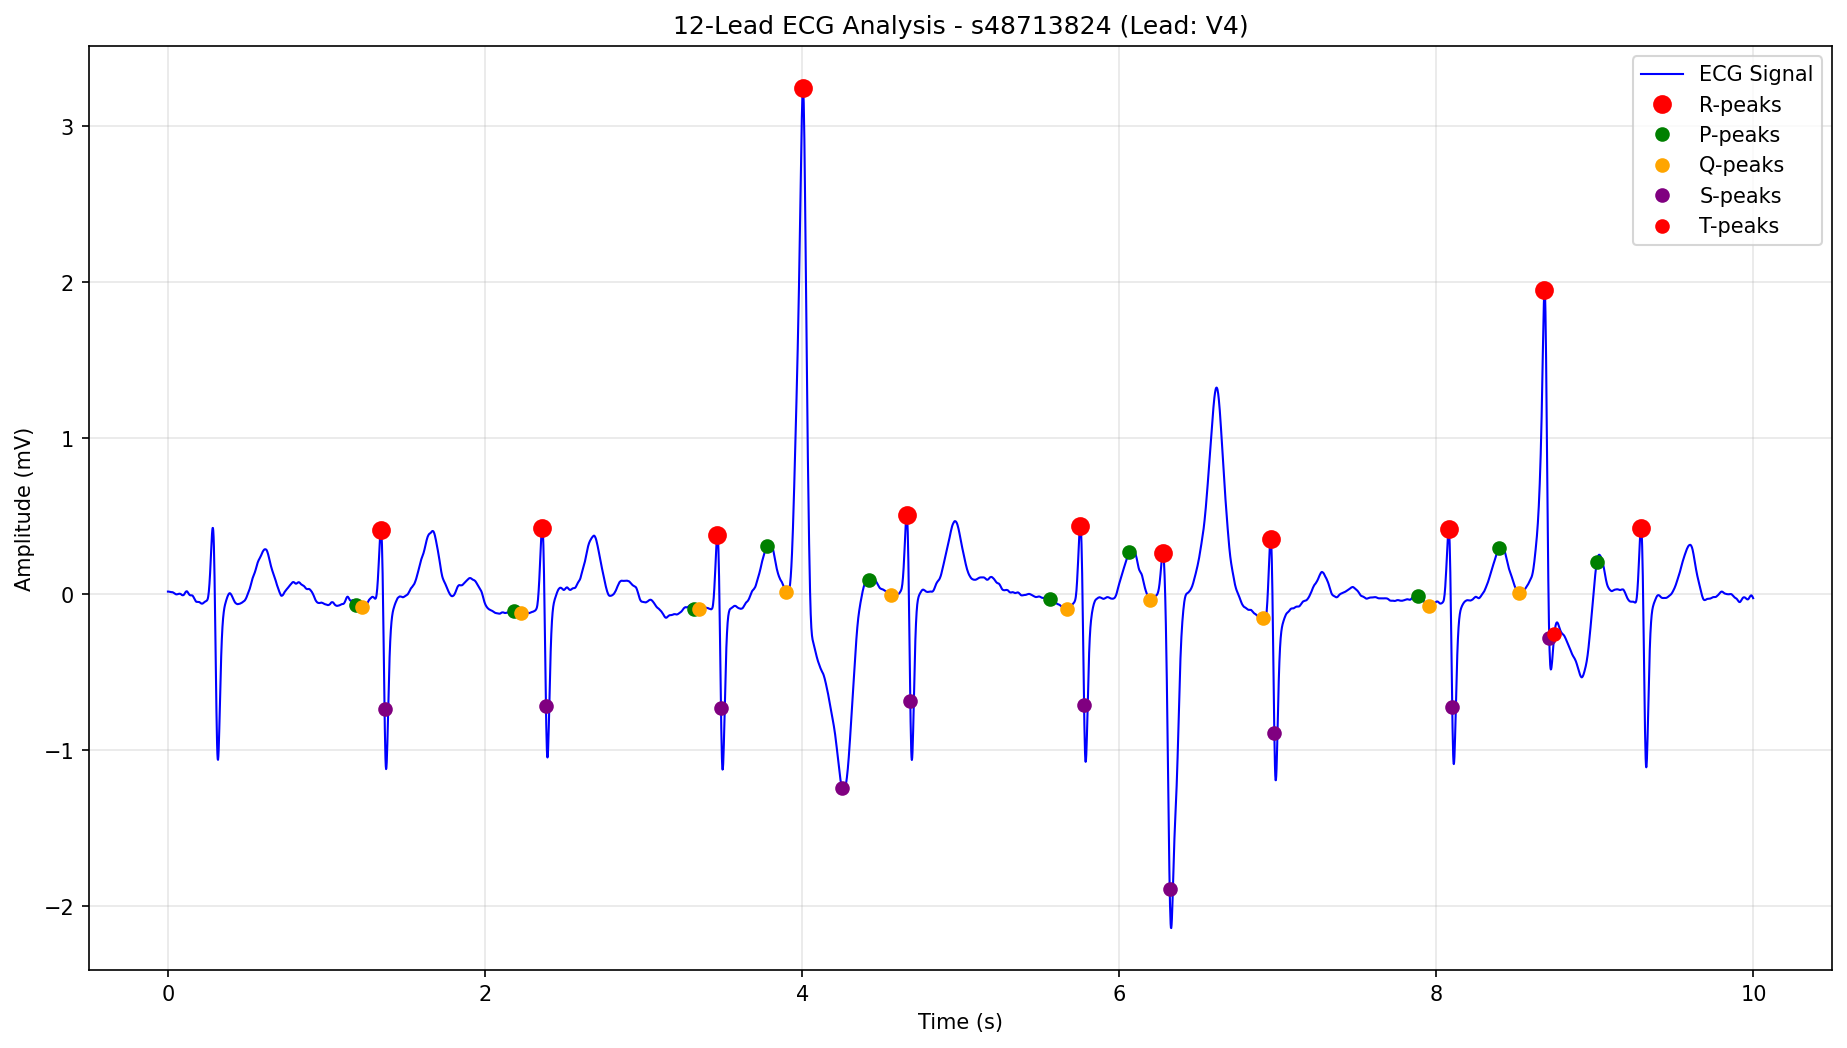 12-Lead ECG Analysis - s48713824 (Lead: V4)
ECG Signal
R-peaks
P-peaks
Q-peaks
S-peaks
T-peaks
Amplitude (mV)
3
2
1
0
−1
−2
0 2 4 6 8 10
Time (s)